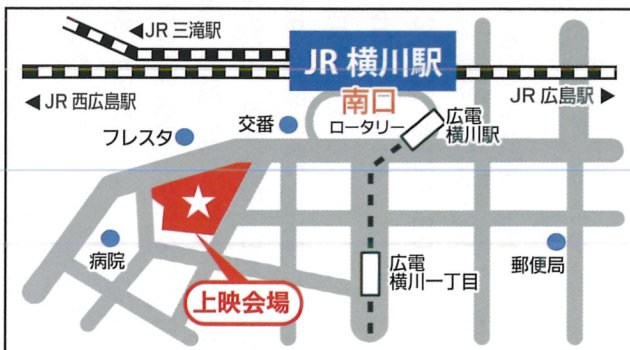 ◀JR 三滝駅
JR 横川駅
◀JR 西広島駅
JR 広島駅▶
南口
ロータリー
広電
横川駅
交番
フレスタ
病院
上映会場
広電
横川一丁目
郵便局